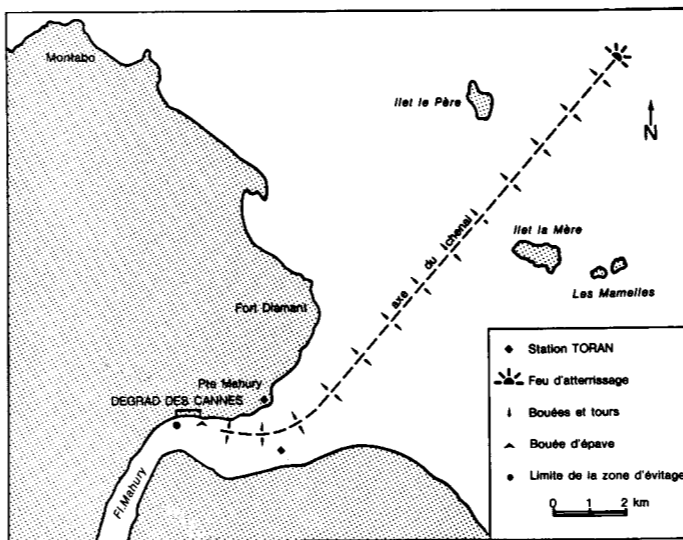 Montabo
Ilet le Père
N
axe du chenal
Ilet la Mère
Les Mamelles
Fort Diamant
Pte Mahury
DEGRAD DES CANNES
Fl. Mahury
Station TORAN
Feu d'atterrissage
Bouées et tours
Bouée d'épave
Limite de la zone d'évitage
0 1 2 km